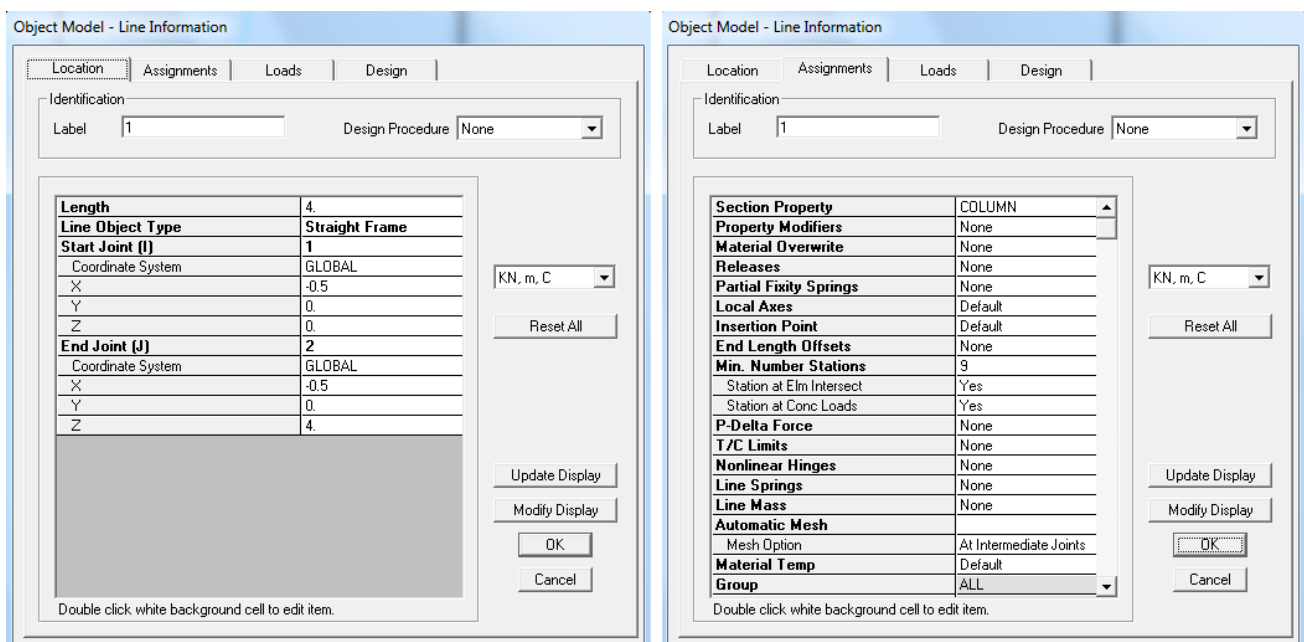 Object Model - Line Information
Location Assignments Loads Design
Identification
Label 1 Design Procedure None
Length 4.
Line Object Type Straight Frame
Start Joint (I) 1
Coordinate System GLOBAL
X -0.5
Y 0.
Z 0.
End Joint (J) 2
Coordinate System GLOBAL
X -0.5
Y 0.
Z 4.
KN, m, C
Reset All
Update Display
Modify Display
OK
Cancel
Double click white background cell to edit item.
Object Model - Line Information
Location Assignments Loads Design
Identification
Label 1 Design Procedure None
Section Property COLUMN
Property Modifiers None
Material Overwrite None
Releases None
Partial Fixity Springs None
Local Axes Default
Insertion Point Default
End Length Offsets None
Min. Number Stations 9
Station at Elm Intersect Yes
Station at Conc Loads Yes
P-Delta Force None
T/C Limits None
Nonlinear Hinges None
Line Springs None
Line Mass None
Automatic Mesh
Mesh Option At Intermediate Joints
Material Temp Default
Group ALL
KN, m, C
Reset All
Update Display
Modify Display
OK
Cancel
Double click white background cell to edit item.